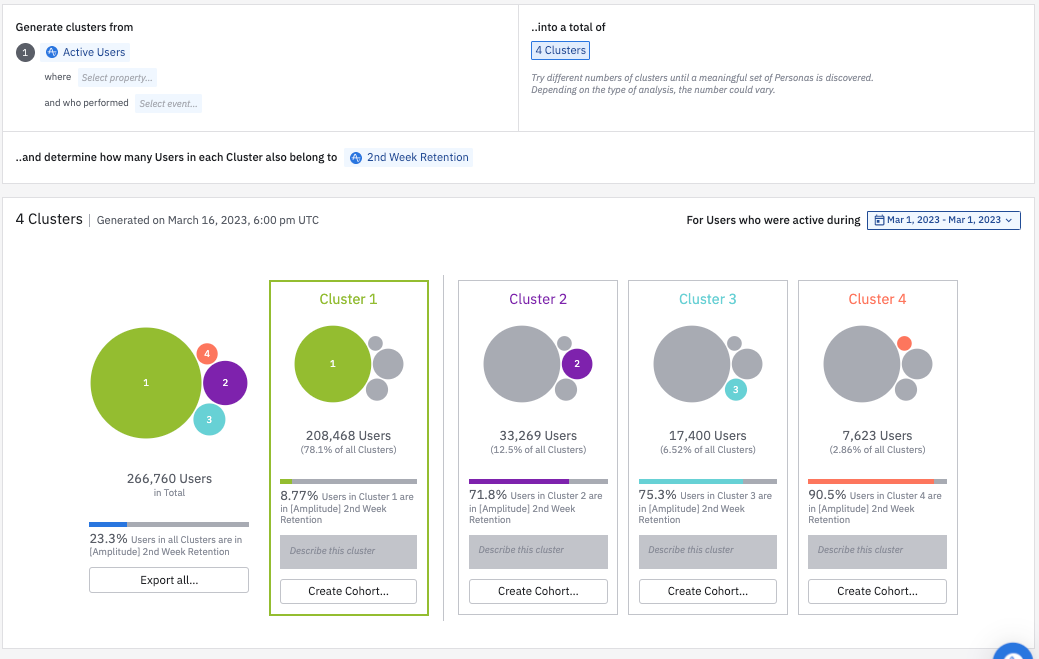 Generate clusters from
1 Active Users
where Select property...
and who performed Select event...
..into a total of
4 Clusters
Try different numbers of clusters until a meaningful set of Personas is discovered.
Depending on the type of analysis, the number could vary.
..and determine how many Users in each Cluster also belong to 2nd Week Retention
4 Clusters | Generated on March 16, 2023, 6:00 pm UTC
For Users who were active during Mar 1, 2023 - Mar 1, 2023
1
4
2
3
266,760 Users
in Total
23.3% Users in all Clusters are in
[Amplitude] 2nd Week Retention
Export all...
Cluster 1
1
208,468 Users
(78.1% of all Clusters)
8.77% Users in Cluster 1 are
in [Amplitude] 2nd Week
Retention
Describe this cluster
Create Cohort...
Cluster 2
2
33,269 Users
(12.5% of all Clusters)
71.8% Users in Cluster 2 are
in [Amplitude] 2nd Week
Retention
Describe this cluster
Create Cohort...
Cluster 3
3
17,400 Users
(6.52% of all Clusters)
75.3% Users in Cluster 3 are
in [Amplitude] 2nd Week
Retention
Describe this cluster
Create Cohort...
Cluster 4
7,623 Users
(2.86% of all Clusters)
90.5% Users in Cluster 4 are
in [Amplitude] 2nd Week
Retention
Describe this cluster
Create Cohort...